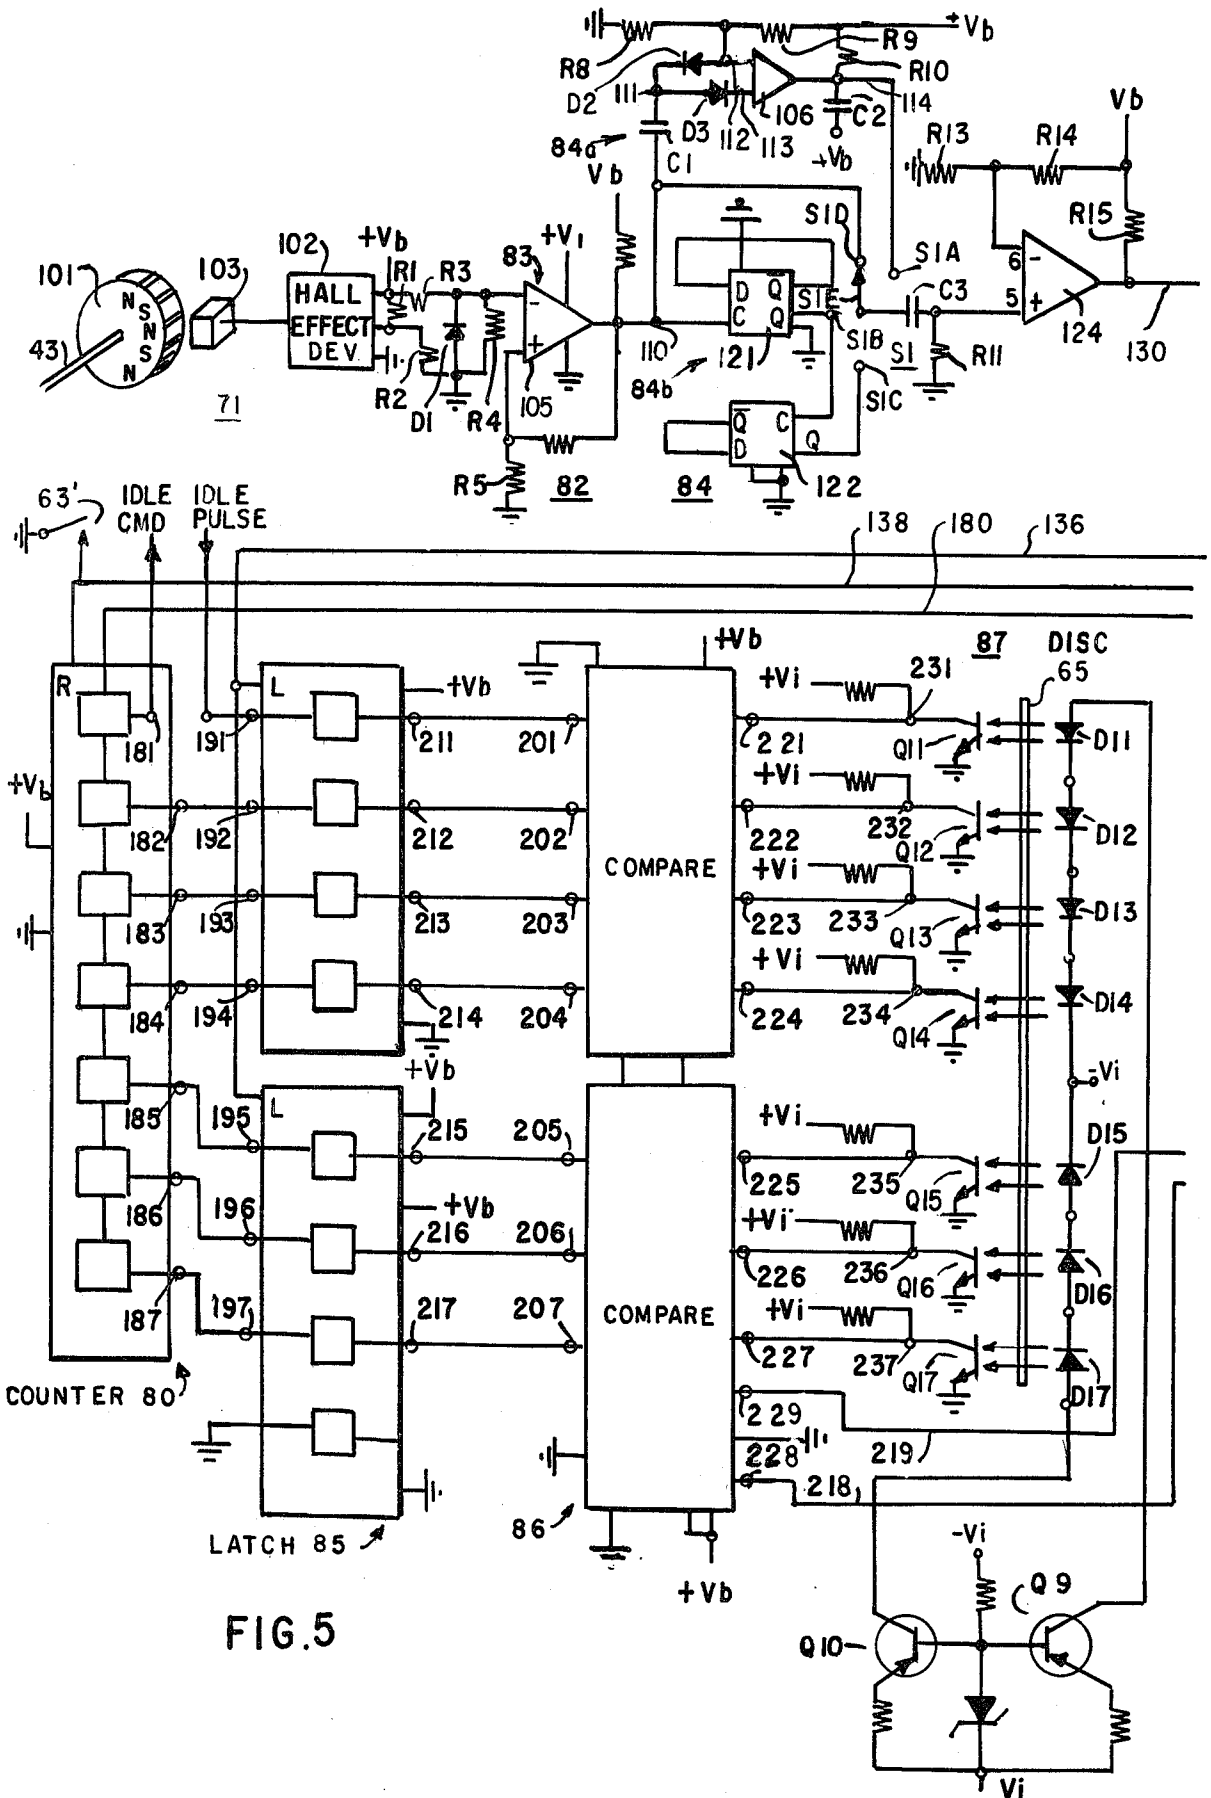 +Vb
R8
R9
R10
D2
111
D3
112
113
106
C2
114
+Vb
84a
C1
Vb
Vb
R13
R14
R15
S1D
S1A
101
103
102
+Vb
R1
R3
83
+V1
HALL
EFFECT
DEV.
N
S
N
S
N
43
71
R2
D1
R4
105
-
+
110
D
Q
C
Q
S1
121
84b
S1B
C3
S1
R11
S1C
6
-
5
+
124
130
Q
C
D
Q
122
R5
82
84
63'
IDLE
CMD
IDLE
PULSE
138
180
136
R
L
+Vb
+Vb
87
DISC
65
+Vi
231
181
191
211
201
221
Q11
D11
+Vb
+Vi
182
192
212
202
222
232
Q12
D12
COMPARE
+Vi
183
193
213
203
223
233
Q13
D13
+Vi
184
194
214
204
224
234
Q14
D14
+Vb
-Vi
L
185
195
215
205
+Vi
225
235
Q15
D15
+Vb
186
196
216
206
+Vi
226
236
Q16
D16
COMPARE
187
197
217
207
+Vi
227
237
Q17
D17
COUNTER 80
229
219
228
218
LATCH 85
86
+Vb
-Vi
Q9
Q10
Vi
FIG.5